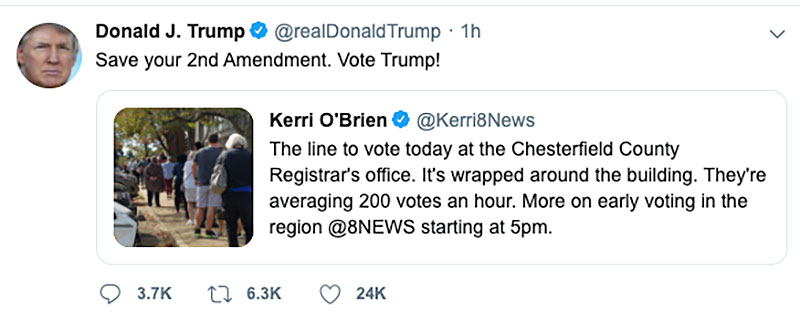 Donald J. Trump @realDonaldTrump · 1h
Save your 2nd Amendment. Vote Trump!
Kerri O'Brien @Kerri8News
The line to vote today at the Chesterfield County
Registrar's office. It's wrapped around the building. They're
averaging 200 votes an hour. More on early voting in the
region @8NEWS starting at 5pm.
3.7K 6.3K 24K